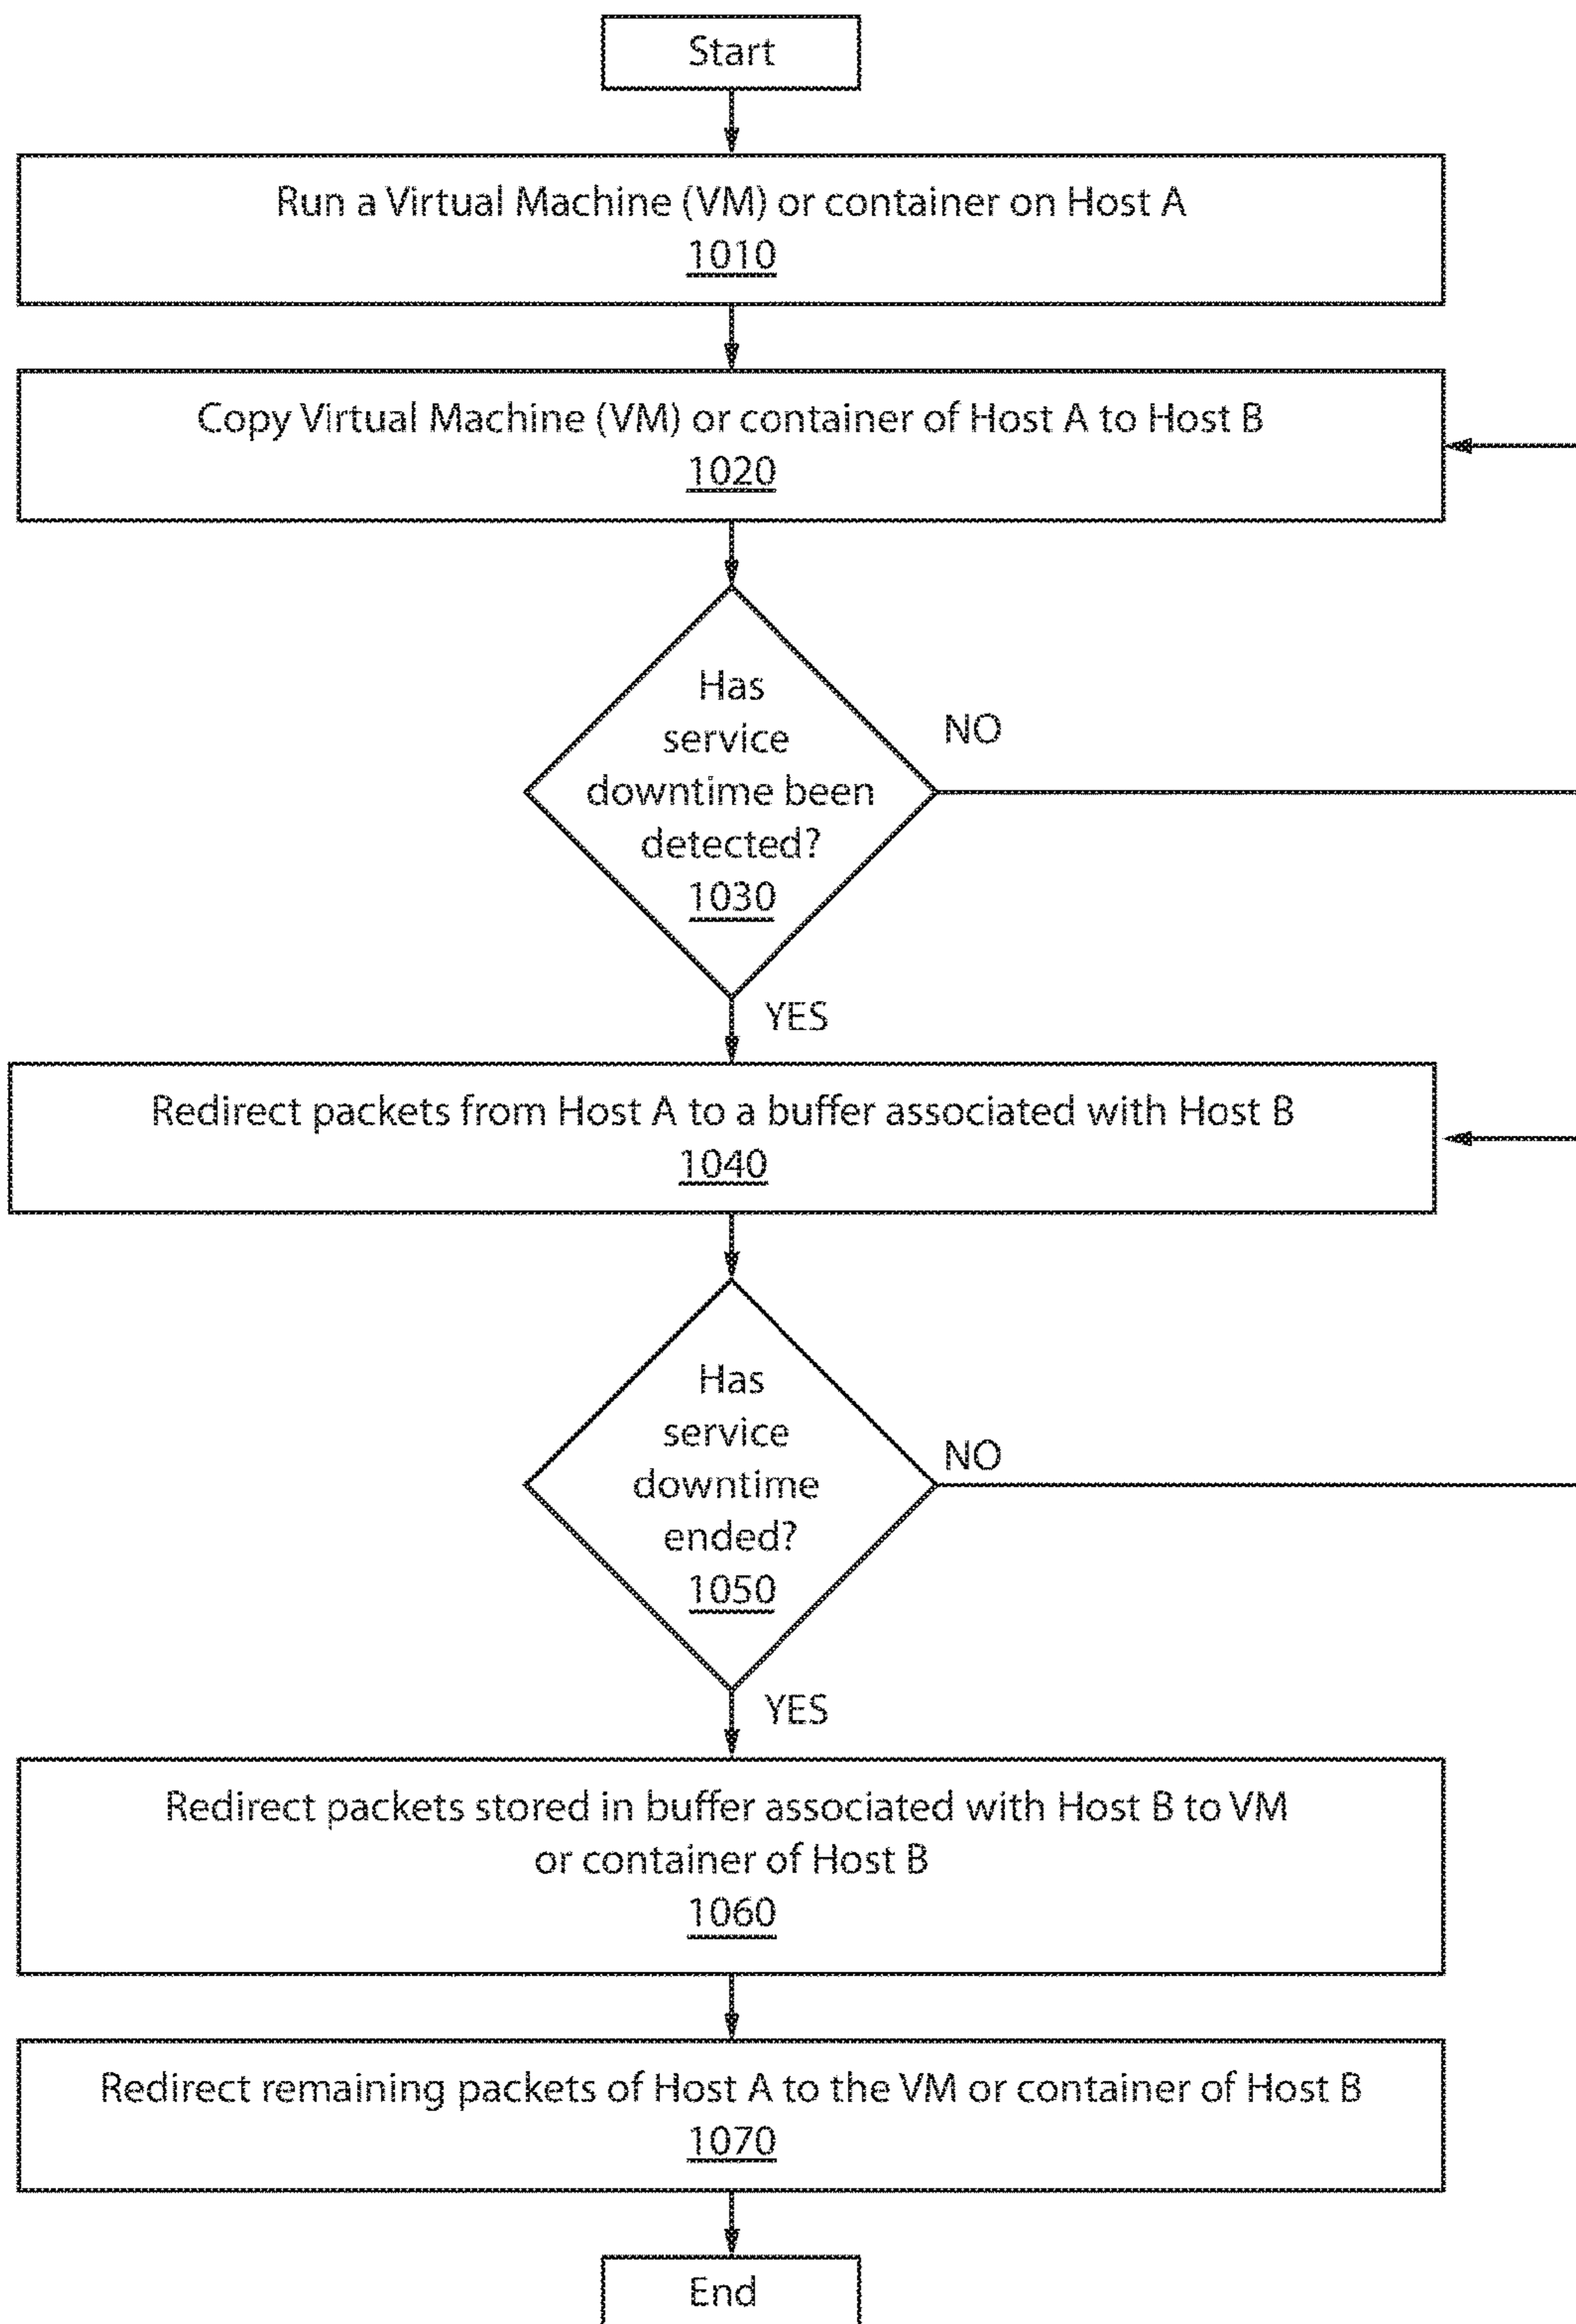 Start
Run a Virtual Machine (VM) or container on Host A
1010
Copy Virtual Machine (VM) or container of Host A to Host B
1020
Has
service
downtime been
detected?
1030
NO
YES
Redirect packets from Host A to a buffer associated with Host B
1040
Has
service
downtime
ended?
1050
NO
YES
Redirect packets stored in buffer associated with Host B to VM
or container of Host B
1060
Redirect remaining packets of Host A to the VM or container of Host B
1070
End